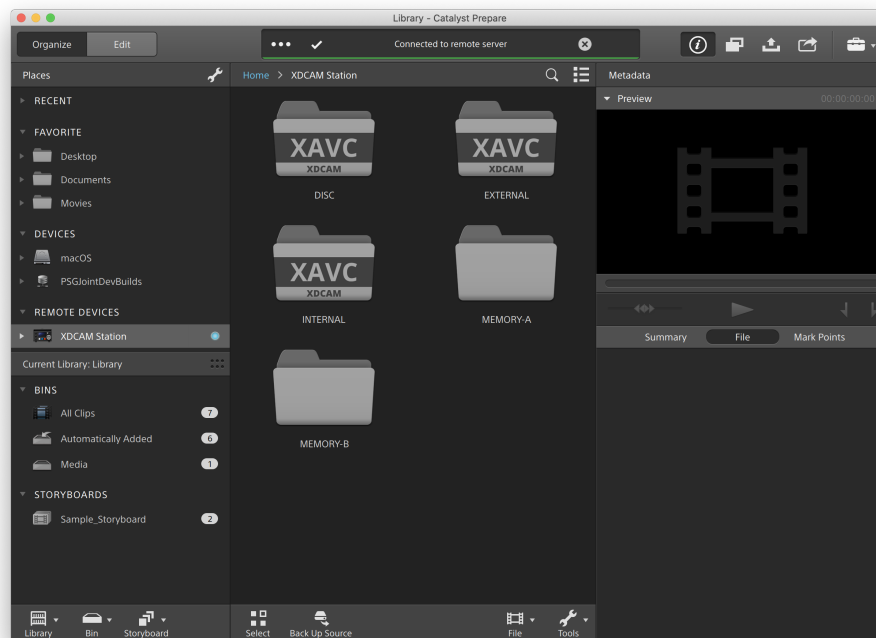 Library - Catalyst Prepare
Organize
Edit
Connected to remote server
Places
Home > XDCAM Station
Metadata
RECENT
FAVORITE
Desktop
Documents
Movies
DEVICES
macOS
PSGJointDevBuilds
REMOTE DEVICES
XDCAM Station
Current Library: Library
BINS
All Clips 7
Automatically Added 6
Media 1
STORYBOARDS
Sample_Storyboard 2
XAVC
XDCAM
DISC
XAVC
XDCAM
EXTERNAL
XAVC
XDCAM
INTERNAL
MEMORY-A
MEMORY-B
Preview
00:00:00:00
Summary
File
Mark Points
Library
Bin
Storyboard
Select
Back Up Source
File
Tools